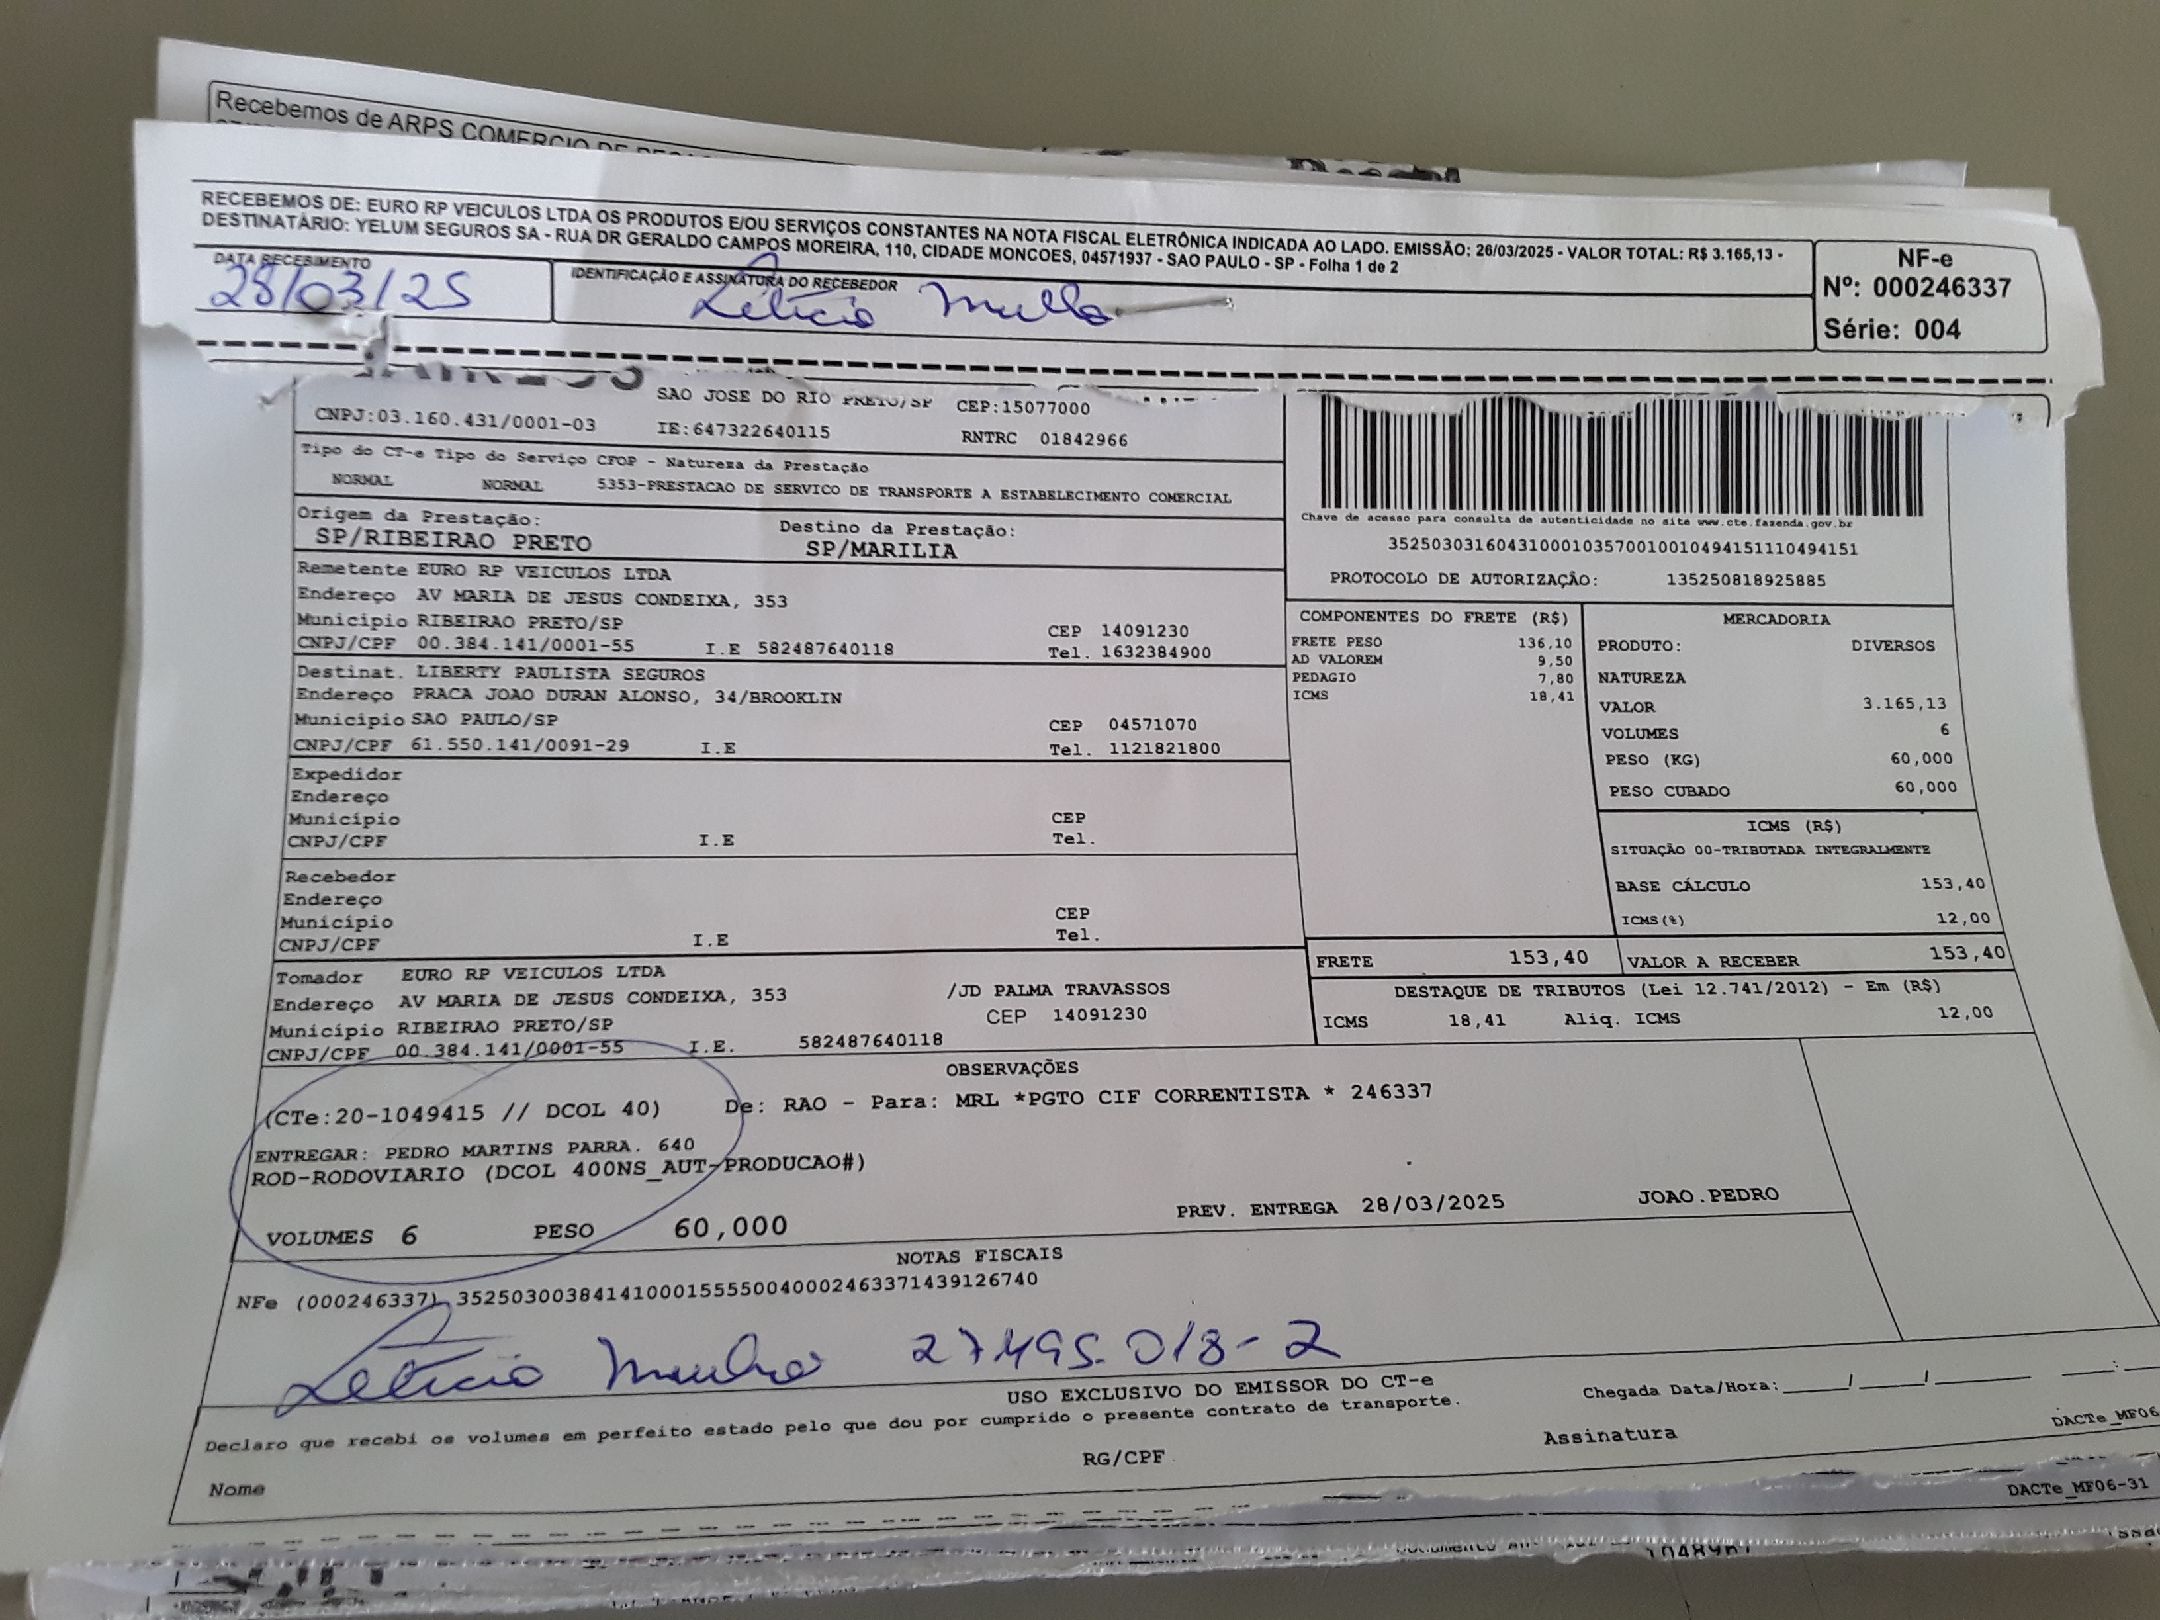 Recebemos de ARPS COMERCIO DE
RECEBEMOS DE: EURO RP VEICULOS LTDA OS PRODUTOS E/OU SERVIÇOS CONSTANTES NA NOTA FISCAL ELETRÔNICA INDICADA AO LADO. EMISSÃO: 26/03/2025 - VALOR TOTAL: R$ 3.165,13 -
DESTINATÁRIO: YELUM SEGUROS SA - RUA DR GERALDO CAMPOS MOREIRA, 110, CIDADE MONCOES, 04571937 - SAO PAULO - SP - Folha 1 de 2
NF-e
Nº: 000246337
Série: 004
DATA RECEBIMENTO
28/03/25
IDENTIFICAÇÃO E ASSINATURA DO RECEBEDOR
SAO JOSE DO RIO PRETO/SP CEP:15077000
CNPJ:03.160.431/0001-03 IE:647322640115 RNTRC 01842966
Tipo do CT-e Tipo do Serviço CFOP - Natureza da Prestação
NORMAL NORMAL 5353-PRESTACAO DE SERVICO DE TRANSPORTE A ESTABELECIMENTO COMERCIAL
Chave de acesso para consulta de autenticidade no site www.cte.fazenda.gov.br
35250303160431000103570010010494151110494151
PROTOCOLO DE AUTORIZAÇÃO: 135250818925885
Origem da Prestação: Destino da Prestação:
SP/RIBEIRAO PRETO SP/MARILIA
Remetente EURO RP VEICULOS LTDA
Endereço AV MARIA DE JESUS CONDEIXA, 353
Município RIBEIRAO PRETO/SP CEP 14091230
CNPJ/CPF 00.384.141/0001-55 I.E 582487640118 Tel. 1632384900
Destinat. LIBERTY PAULISTA SEGUROS
Endereço PRACA JOAO DURAN ALONSO, 34/BROOKLIN
Município SAO PAULO/SP CEP 04571070
CNPJ/CPF 61.550.141/0091-29 I.E Tel. 1121821800
Expedidor
Endereço
Município CEP
CNPJ/CPF I.E Tel.
Recebedor
Endereço
Município CEP
CNPJ/CPF I.E Tel.
Tomador EURO RP VEICULOS LTDA
Endereço AV MARIA DE JESUS CONDEIXA, 353 /JD PALMA TRAVASSOS
Município RIBEIRAO PRETO/SP CEP 14091230
CNPJ/CPF 00.384.141/0001-55 I.E. 582487640118
COMPONENTES DO FRETE (R$)
FRETE PESO 136,10
AD VALOREM 9,50
PEDAGIO 7,80
ICMS 18,41
MERCADORIA
PRODUTO: DIVERSOS
NATUREZA
VALOR 3.165,13
VOLUMES 6
PESO (KG) 60,000
PESO CUBADO 60,000
ICMS (R$)
SITUAÇÃO 00-TRIBUTADA INTEGRALMENTE
BASE CÁLCULO 153,40
ICMS(%) 12,00
FRETE 153,40 VALOR A RECEBER 153,40
DESTAQUE DE TRIBUTOS (Lei 12.741/2012) - Em (R$)
ICMS 18,41 Aliq. ICMS 12,00
OBSERVAÇÕES
(CTe:20-1049415 // DCOL 40) De: RAO - Para: MRL *PGTO CIF CORRENTISTA * 246337
ENTREGAR: PEDRO MARTINS PARRA. 640
ROD-RODOVIARIO (DCOL 400NS_AUT-PRODUCAO#)
PREV. ENTREGA 28/03/2025 JOAO.PEDRO
VOLUMES 6 PESO 60,000
NOTAS FISCAIS
NFe (000246337) 35250300384141000155550040002463371439126740
USO EXCLUSIVO DO EMISSOR DO CT-e
Declaro que recebi os volumes em perfeito estado pelo que dou por cumprido o presente contrato de transporte.
Chegada Data/Hora:____/____/______
Nome RG/CPF Assinatura
DACTe_MF06
DACTe_MF06-31